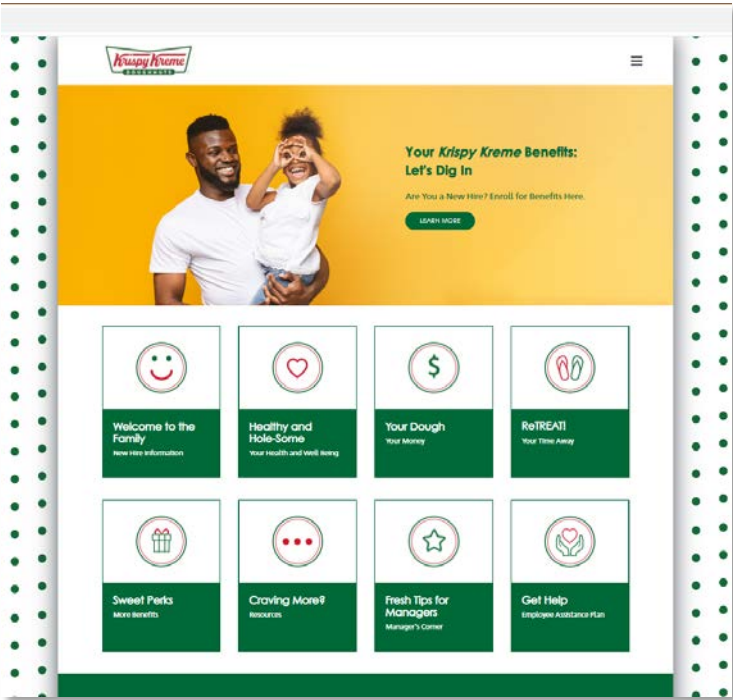 Krispy Kreme
DOUGHNUTS
Your Krispy Kreme Benefits:
Let's Dig In
Are You a New Hire? Enroll for Benefits Here.
LEARN MORE
Welcome to the
Family
New Hire Information
Healthy and
Hole-Some
Your Health and Well Being
Your Dough
Your Money
ReTREAT!
Your Time Away
Sweet Perks
More Benefits
Craving More?
Resources
Fresh Tips for
Managers
Manager's Corner
Get Help
Employee Assistance Plan